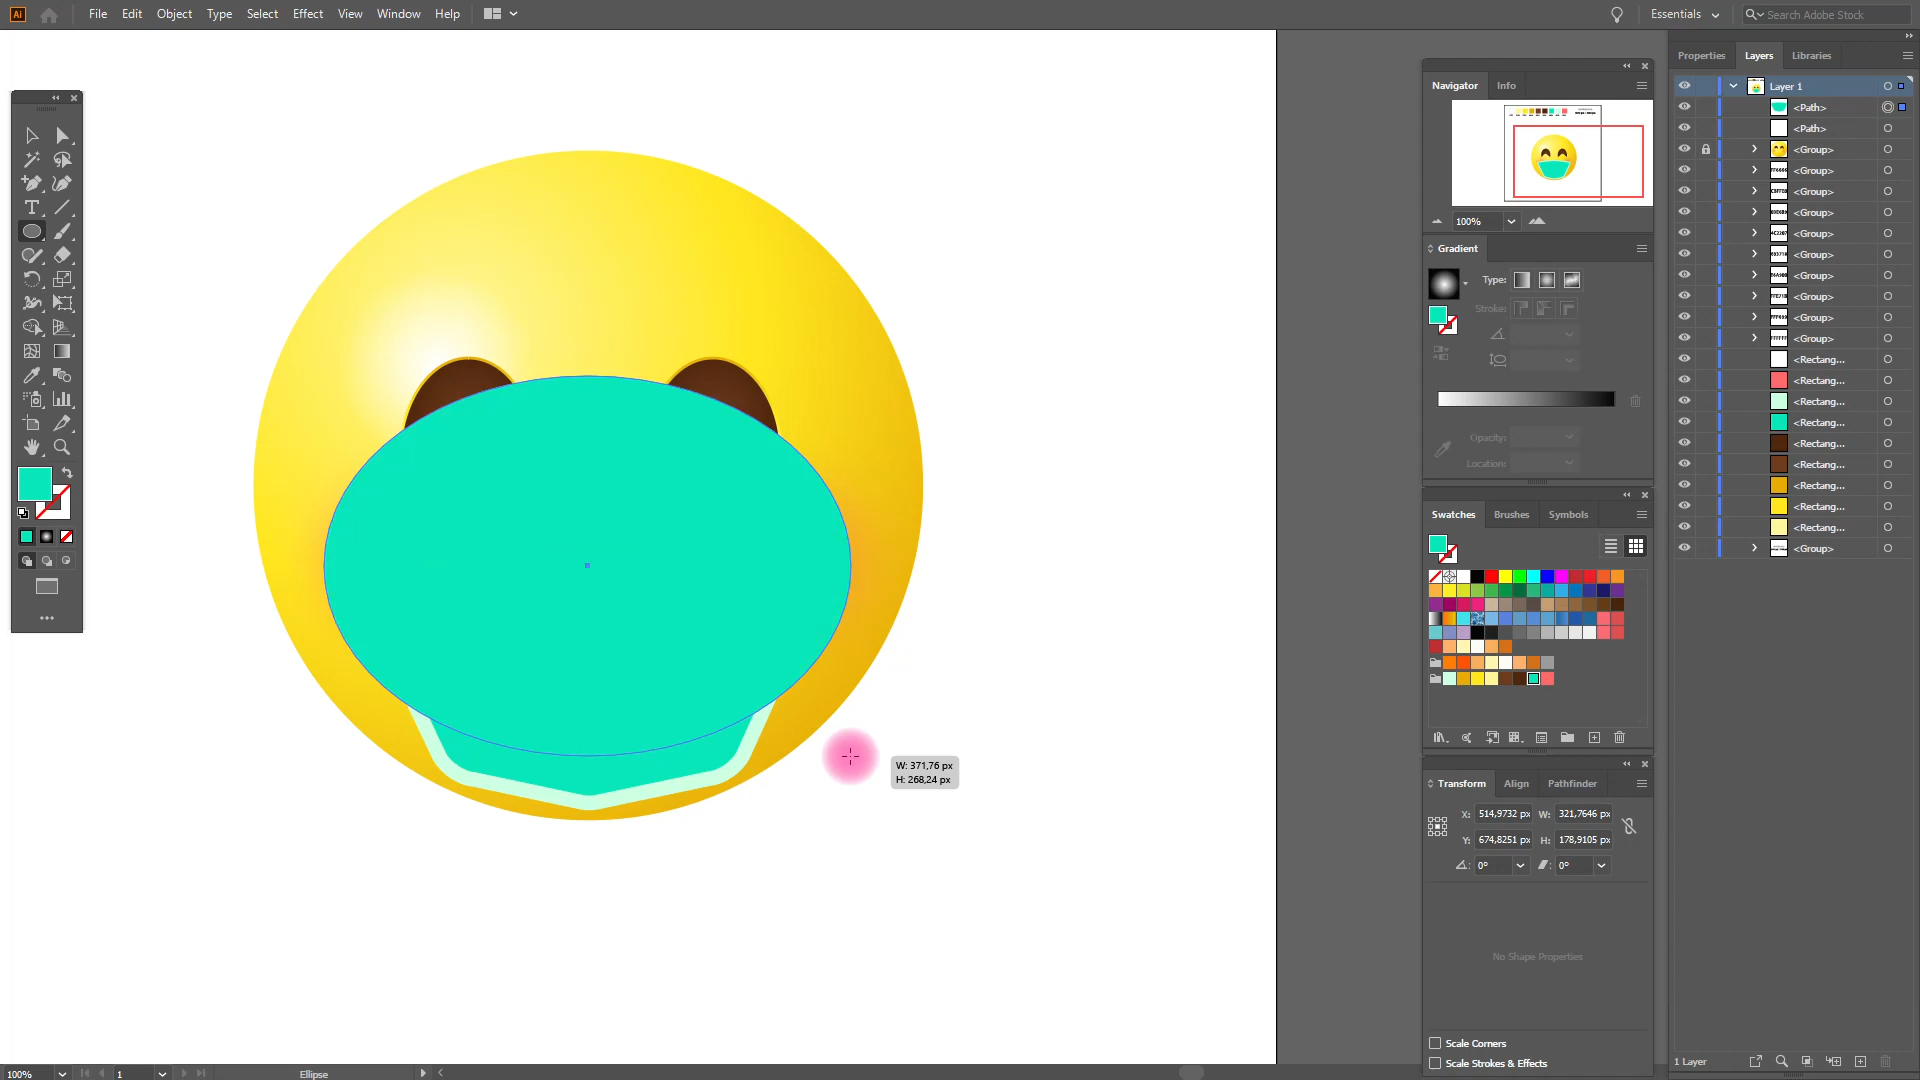 Ai File Edit Object Type Select Effect View Window Help Essentials Search Adobe Stock
Properties Layers Libraries
Layer 1
<Path>
<Path>
<Group>
<Group>
<Group>
<Group>
<Group>
<Group>
<Group>
<Group>
<Group>
<Group>
<Rectang...
<Rectang...
<Rectang...
<Rectang...
<Rectang...
<Rectang...
<Rectang...
<Rectang...
<Rectang...
<Group>
1 Layer
Navigator Info
100%
Gradient
Type:
Stroke:
Opacity:
Location:
Swatches Brushes Symbols
Transform Align Pathfinder
X: 514,9732 px W: 321,7646 px
Y: 674,8251 px H: 178,9105 px
0° 0°
No Shape Properties
Scale Corners
Scale Strokes & Effects
W: 371,76 px
H: 268,24 px
100% 1 Ellipse